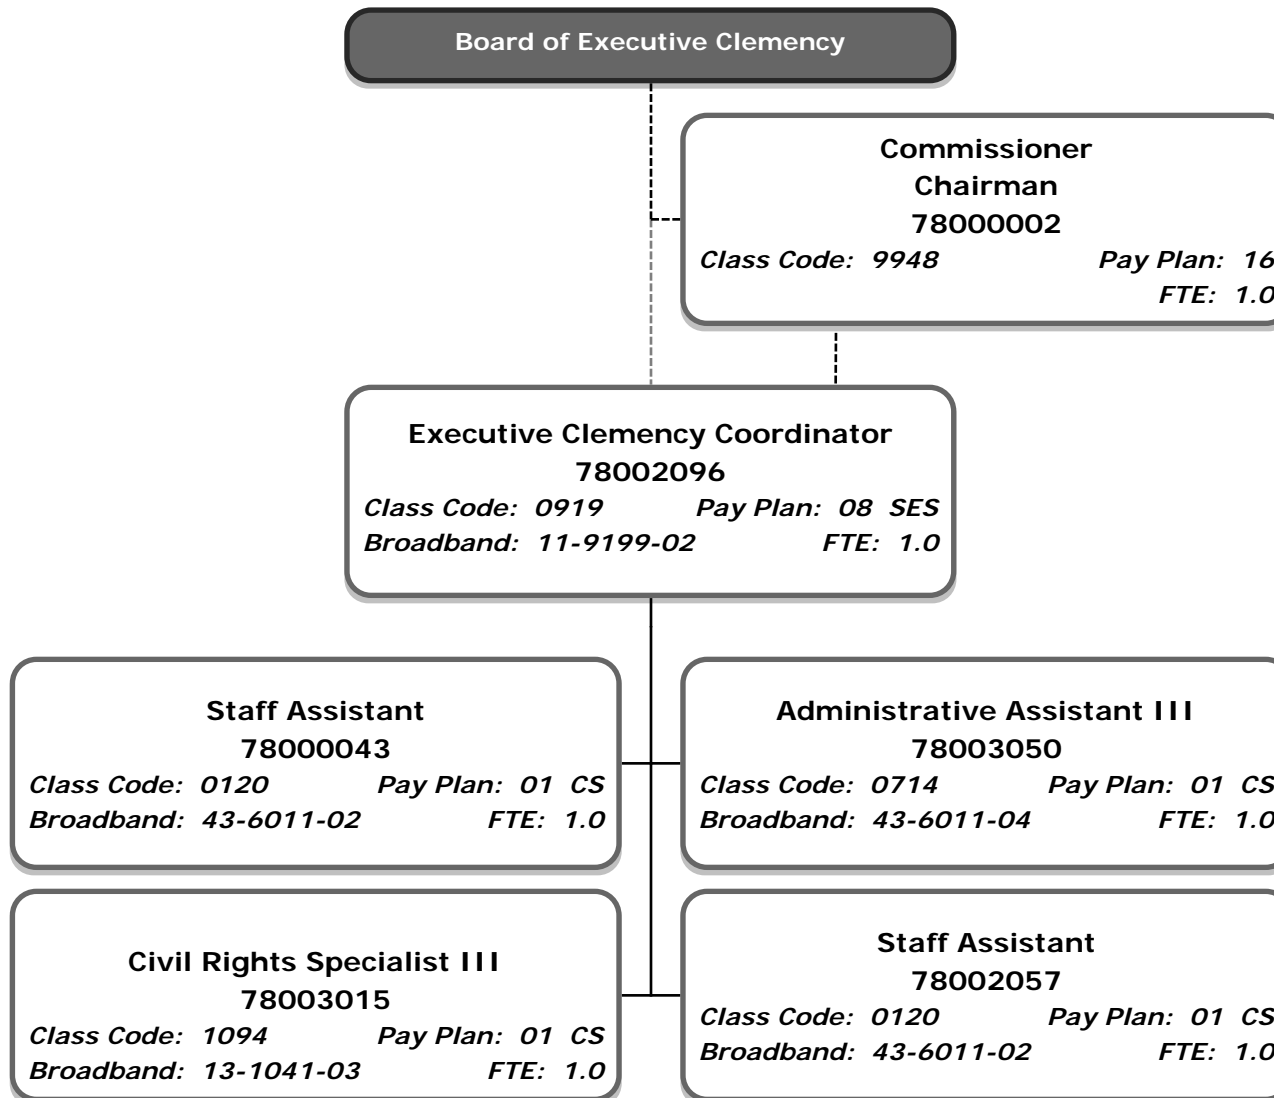 Board of Executive Clemency
Commissioner
Chairman
78000002
Class Code: 9948 Pay Plan: 16
FTE: 1.0
Executive Clemency Coordinator
78002096
Class Code: 0919 Pay Plan: 08 SES
Broadband: 11-9199-02 FTE: 1.0
Staff Assistant
78000043
Class Code: 0120 Pay Plan: 01 CS
Broadband: 43-6011-02 FTE: 1.0
Administrative Assistant III
78003050
Class Code: 0714 Pay Plan: 01 CS
Broadband: 43-6011-04 FTE: 1.0
Civil Rights Specialist III
78003015
Class Code: 1094 Pay Plan: 01 CS
Broadband: 13-1041-03 FTE: 1.0
Staff Assistant
78002057
Class Code: 0120 Pay Plan: 01 CS
Broadband: 43-6011-02 FTE: 1.0